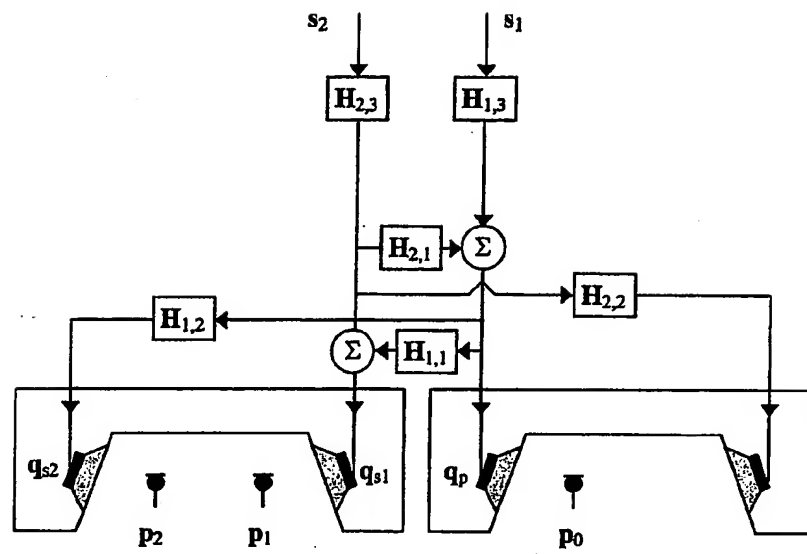 s₂ s₁
H₂,₃ H₁,₃
H₂,₁ Σ
H₂,₂
H₁,₂
Σ H₁,₁
qₛ₂ qₛ₁ qₚ
p₂ p₁ p₀